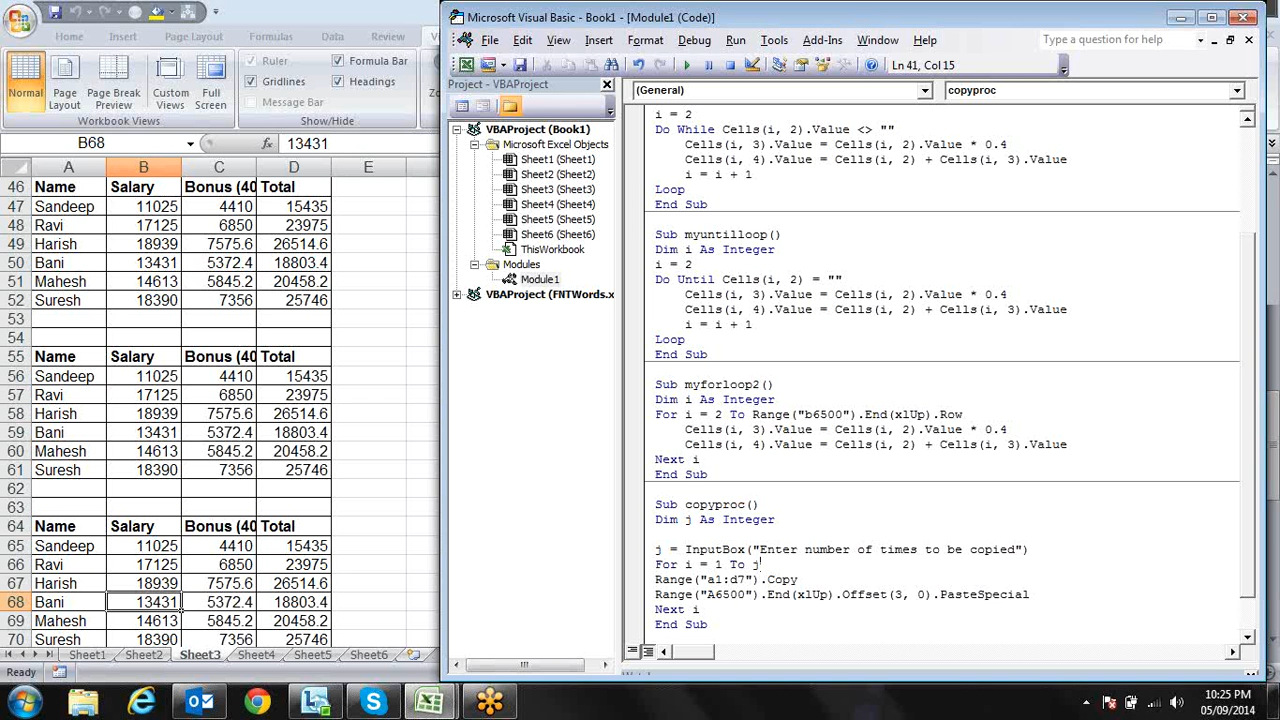 Microsoft Visual Basic - Book1 - [Module1 (Code)]
Home Insert Page Layout Formulas Data Review V
File Edit View Insert Format Debug Run Tools Add-Ins Window Help
Type a question for help
Ln 41, Col 15
Normal
Page Layout
Page Break Preview
Custom Views
Full Screen
Workbook Views
Ruler
Gridlines
Message Bar
Formula Bar
Headings
Show/Hide
Zo
B68
fx 13431
A B C D E
46 Name Salary Bonus (40 Total
47 Sandeep 11025 4410 15435
48 Ravi 17125 6850 23975
49 Harish 18939 7575.6 26514.6
50 Bani 13431 5372.4 18803.4
51 Mahesh 14613 5845.2 20458.2
52 Suresh 18390 7356 25746
53
54
55 Name Salary Bonus (40 Total
56 Sandeep 11025 4410 15435
57 Ravi 17125 6850 23975
58 Harish 18939 7575.6 26514.6
59 Bani 13431 5372.4 18803.4
60 Mahesh 14613 5845.2 20458.2
61 Suresh 18390 7356 25746
62
63
64 Name Salary Bonus (40 Total
65 Sandeep 11025 4410 15435
66 Ravi 17125 6850 23975
67 Harish 18939 7575.6 26514.6
68 Bani 13431 5372.4 18803.4
69 Mahesh 14613 5845.2 20458.2
70 Suresh 18390 7356 25746
Sheet1 Sheet2 Sheet3 Sheet4 Sheet5 Sheet6
Ready
Project - VBAProject
VBAProject (Book1)
Microsoft Excel Objects
Sheet1 (Sheet1)
Sheet2 (Sheet2)
Sheet3 (Sheet3)
Sheet4 (Sheet4)
Sheet5 (Sheet5)
Sheet6 (Sheet6)
ThisWorkbook
Modules
Module1
VBAProject (FNTWords.x
(General) copyproc
i = 2
Do While Cells(i, 2).Value <> ""
Cells(i, 3).Value = Cells(i, 2).Value * 0.4
Cells(i, 4).Value = Cells(i, 2) + Cells(i, 3).Value
i = i + 1
Loop
End Sub
Sub myuntilloop()
Dim i As Integer
i = 2
Do Until Cells(i, 2) = ""
Cells(i, 3).Value = Cells(i, 2).Value * 0.4
Cells(i, 4).Value = Cells(i, 2) + Cells(i, 3).Value
i = i + 1
Loop
End Sub
Sub myforloop2()
Dim i As Integer
For i = 2 To Range("b6500").End(xlUp).Row
Cells(i, 3).Value = Cells(i, 2).Value * 0.4
Cells(i, 4).Value = Cells(i, 2) + Cells(i, 3).Value
Next i
End Sub
Sub copyproc()
Dim j As Integer
j = InputBox("Enter number of times to be copied")
For i = 1 To j
Range("a1:d7").Copy
Range("A6500").End(xlUp).Offset(3, 0).PasteSpecial
Next i
End Sub
10:25 PM
05/09/2014